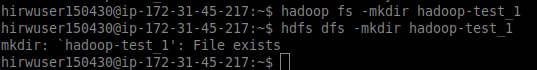 hirwuser150430@ip-172-31-45-217:~$ hadoop fs -mkdir hadoop-test_1
hirwuser150430@ip-172-31-45-217:~$ hdfs dfs -mkdir hadoop-test_1
mkdir: `hadoop-test_1': File exists
hirwuser150430@ip-172-31-45-217:~$